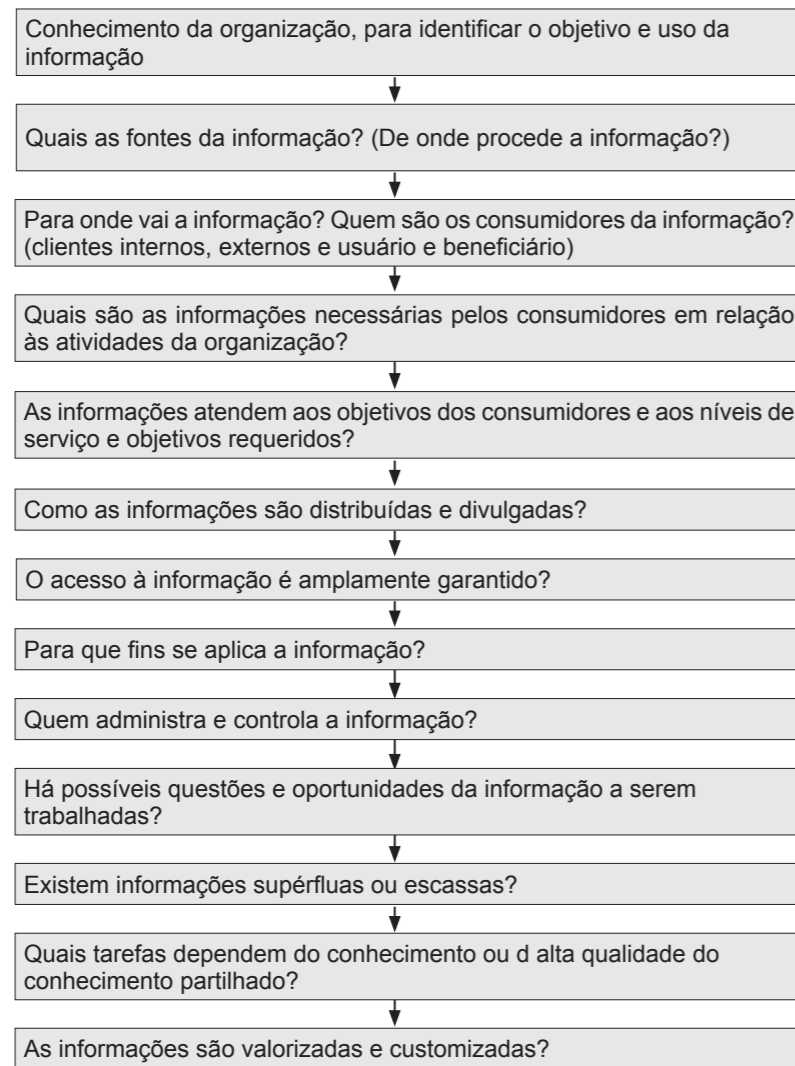 Conhecimento da organização, para identificar o objetivo e uso da
informação
Quais as fontes da informação? (De onde procede a informação?)
Para onde vai a informação? Quem são os consumidores da informação?
(clientes internos, externos e usuário e beneficiário)
Quais são as informações necessárias pelos consumidores em relação
às atividades da organização?
As informações atendem aos objetivos dos consumidores e aos níveis de
serviço e objetivos requeridos?
Como as informações são distribuídas e divulgadas?
O acesso à informação é amplamente garantido?
Para que fins se aplica a informação?
Quem administra e controla a informação?
Há possíveis questões e oportunidades da informação a serem
trabalhadas?
Existem informações supérfluas ou escassas?
Quais tarefas dependem do conhecimento ou d alta qualidade do
conhecimento partilhado?
As informações são valorizadas e customizadas?